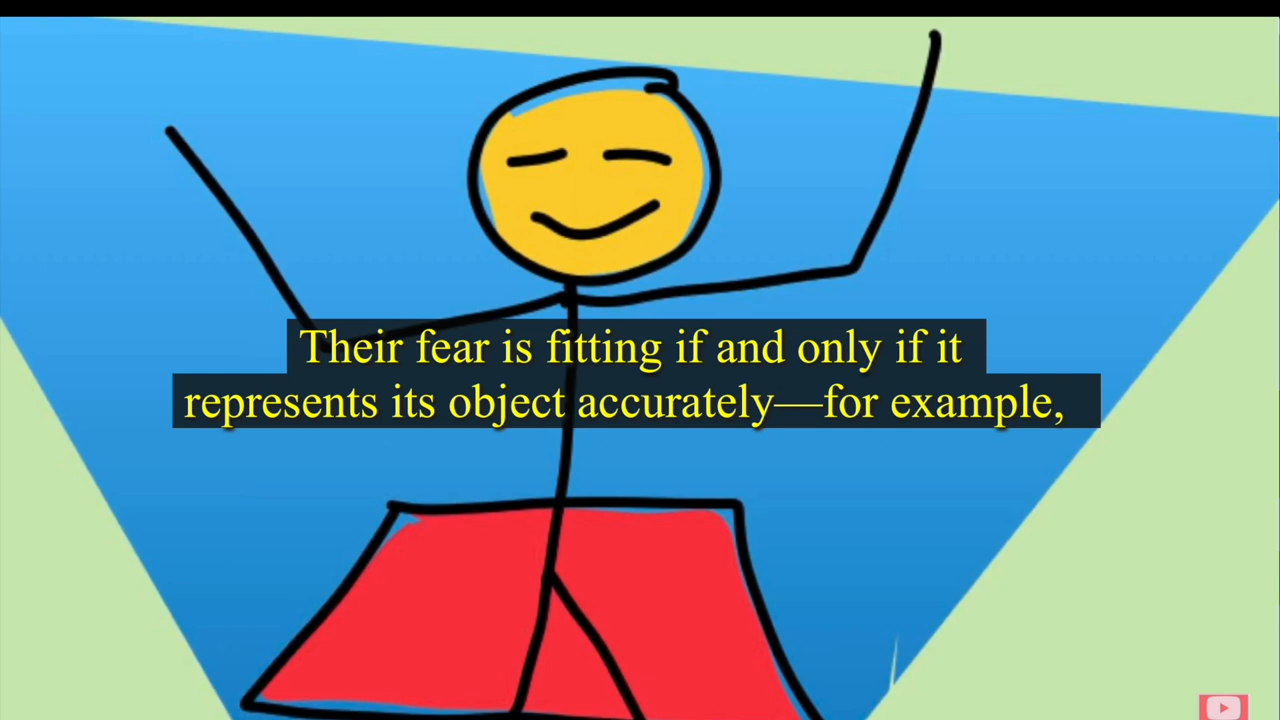 Their fear is fitting if and only if it
represents its object accurately—for example,